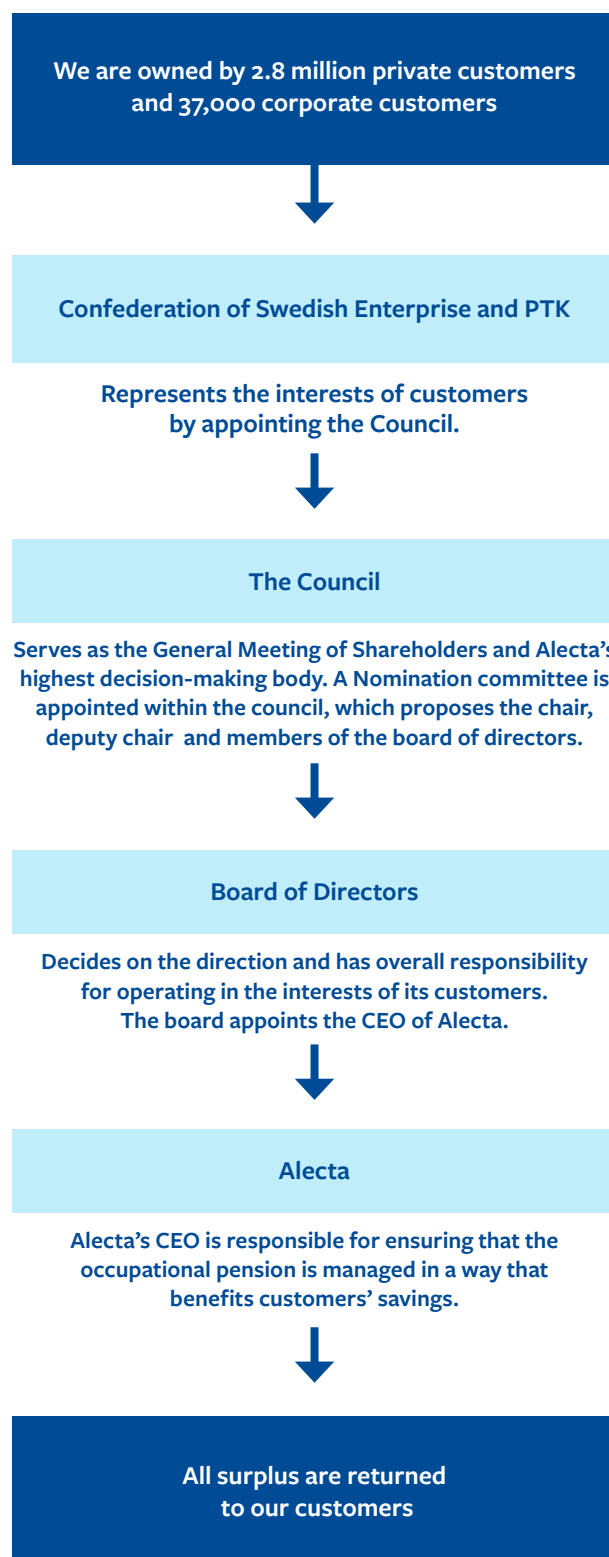 We are owned by 2.8 million private customers
and 37,000 corporate customers
Confederation of Swedish Enterprise and PTK
Represents the interests of customers
by appointing the Council.
The Council
Serves as the General Meeting of Shareholders and Alecta's
highest decision-making body. A Nomination committee is
appointed within the council, which proposes the chair,
deputy chair  and members of the board of directors.
Board of Directors
Decides on the direction and has overall responsibility
for operating in the interests of its customers.
The board appoints the CEO of Alecta.
Alecta
Alecta’s CEO is responsible for ensuring that the
occupational pension is managed in a way that
benefits customers’ savings.
All surplus are returned
to our customers